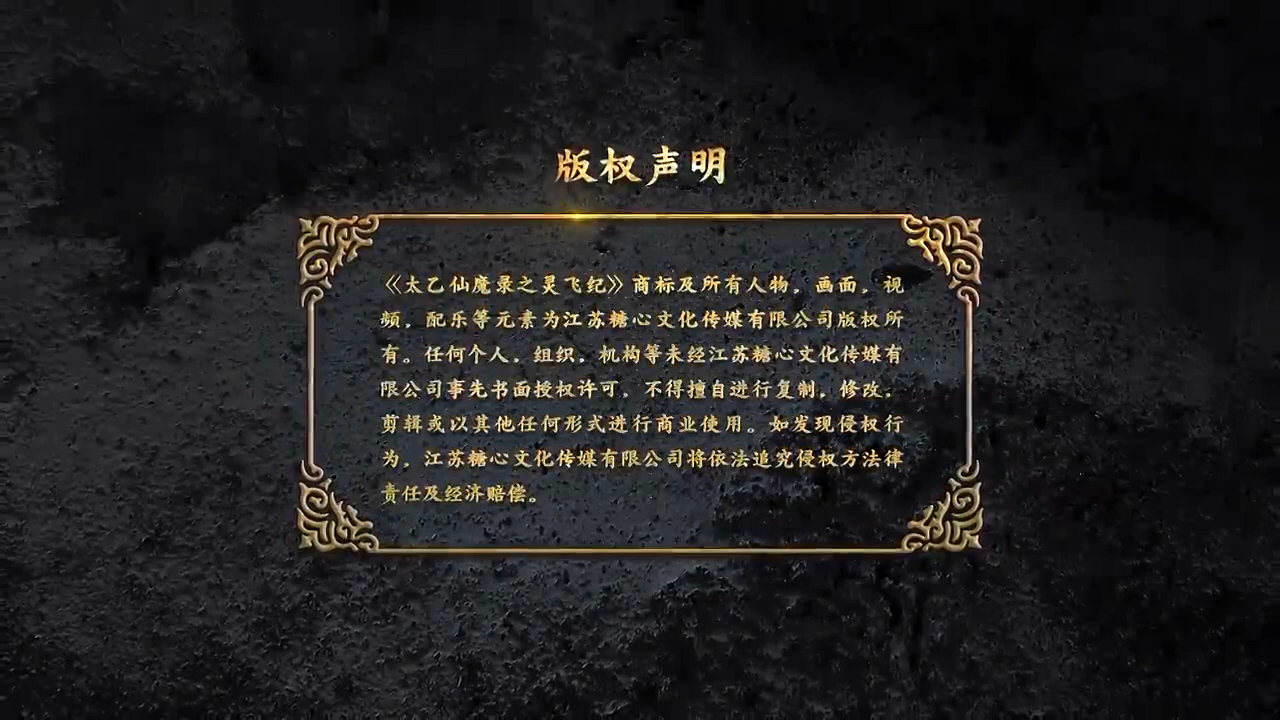 版权声明
《太乙仙魔录之灵飞纪》商标及所有人物，画面，视
频，配乐等元素为江苏糖心文化传媒有限公司版权所
有。任何个人，组织，机构等未经江苏糖心文化传媒有
限公司事先书面授权许可，不得擅自进行复制，修改，
剪辑或以其他任何形式进行商业使用。如发现侵权行
为，江苏糖心文化传媒有限公司将依法追究侵权方法律
责任及经济赔偿。